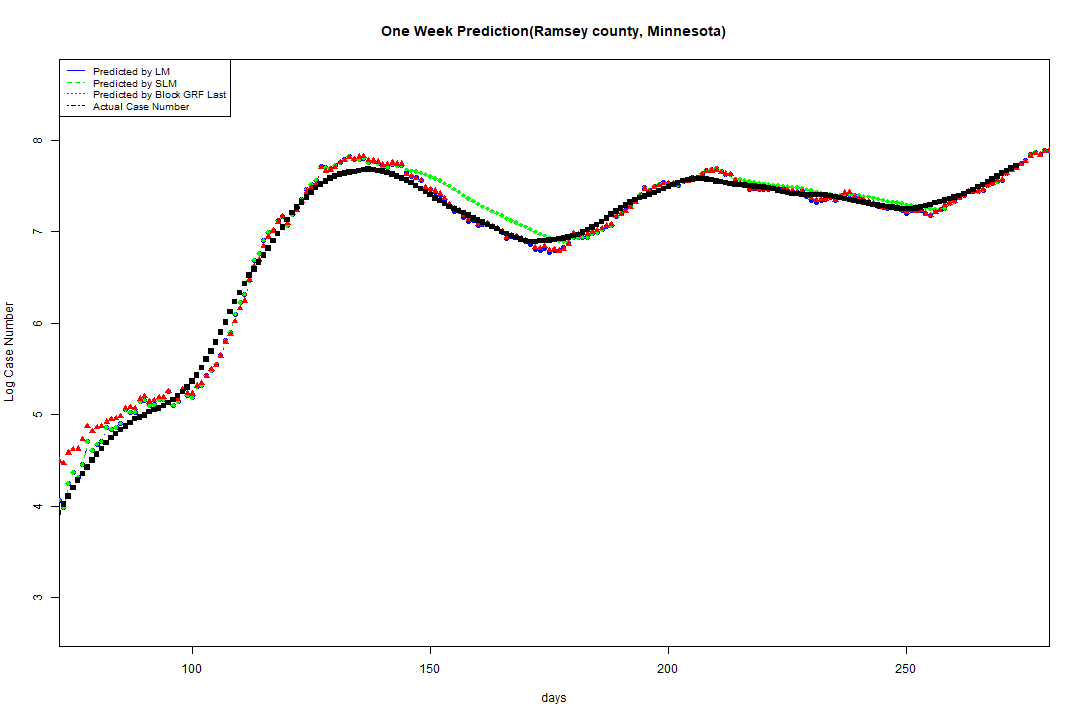 One Week Prediction(Ramsey county, Minnesota)
Predicted by LM
Predicted by SLM
Predicted by Block GRF Last
Actual Case Number
8
7
6
5
4
3
Log Case Number
100 150 200 250
days